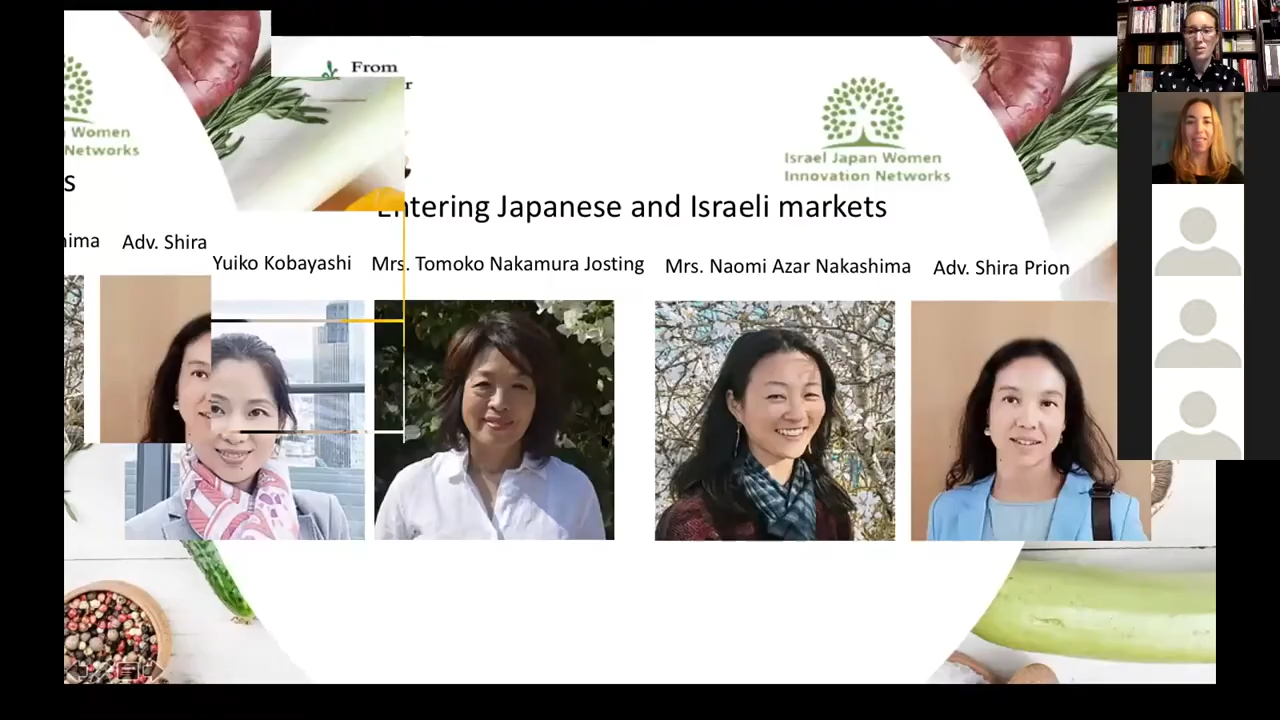 From
r
n Women
Networks
Israel Japan Women
Innovation Networks
s
Entering Japanese and Israeli markets
hima
Adv. Shira
Yuiko Kobayashi
Mrs. Tomoko Nakamura Josting
Mrs. Naomi Azar Nakashima
Adv. Shira Prion